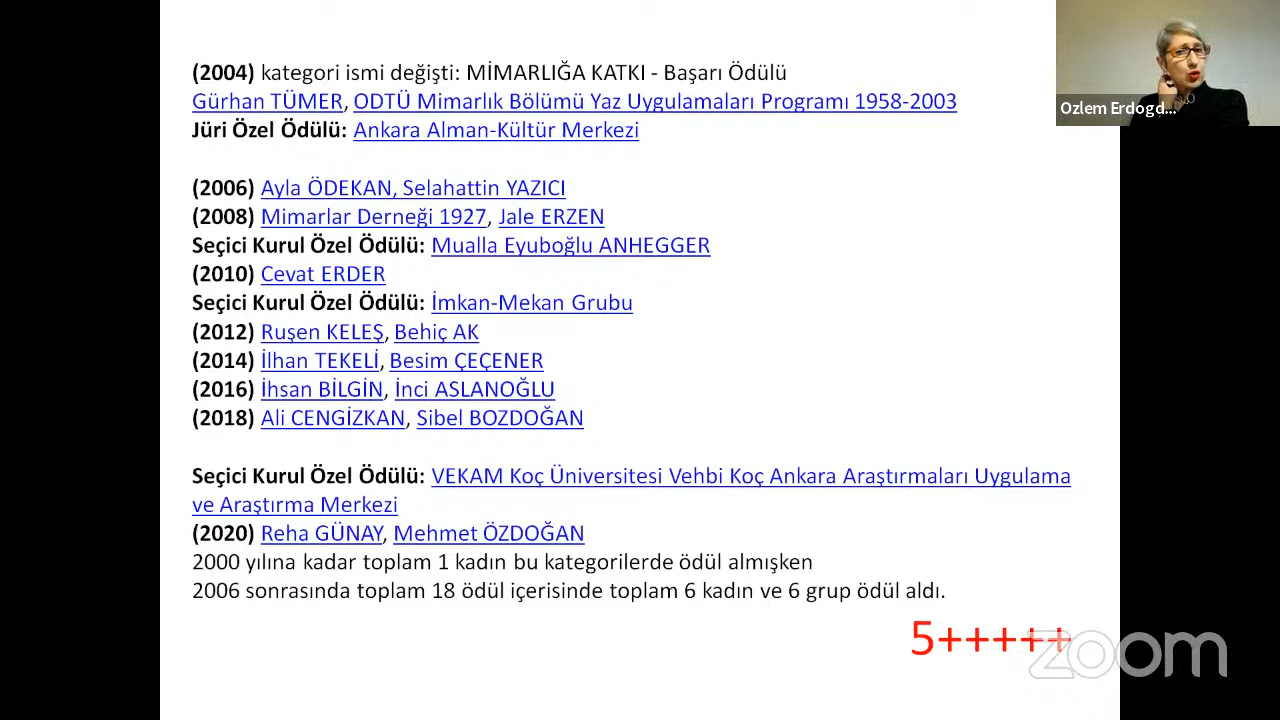 (2004) kategori ismi değişti: MİMARLIĞA KATKI - Başarı Ödülü
Gürhan TÜMER, ODTÜ Mimarlık Bölümü Yaz Uygulamaları Programı 1958-2003
Jüri Özel Ödülü: Ankara Alman-Kültür Merkezi
(2006) Ayla ÖDEKAN, Selahattin YAZICI
(2008) Mimarlar Derneği 1927, Jale ERZEN
Seçici Kurul Özel Ödülü: Mualla Eyuboğlu ANHEGGER
(2010) Cevat ERDER
Seçici Kurul Özel Ödülü: İmkan-Mekan Grubu
(2012) Ruşen KELEŞ, Behiç AK
(2014) İlhan TEKELİ, Besim ÇEÇENER
(2016) İhsan BİLGİN, İnci ASLANOĞLU
(2018) Ali CENGİZKAN, Sibel BOZDOĞAN
Seçici Kurul Özel Ödülü: VEKAM Koç Üniversitesi Vehbi Koç Ankara Araştırmaları Uygulama
ve Araştırma Merkezi
(2020) Reha GÜNAY, Mehmet ÖZDOĞAN
2000 yılına kadar toplam 1 kadın bu kategorilerde ödül almışken
2006 sonrasında toplam 18 ödül içerisinde toplam 6 kadın ve 6 grup ödül aldı.
5+++++
zoom
Ozlem Erdogd...